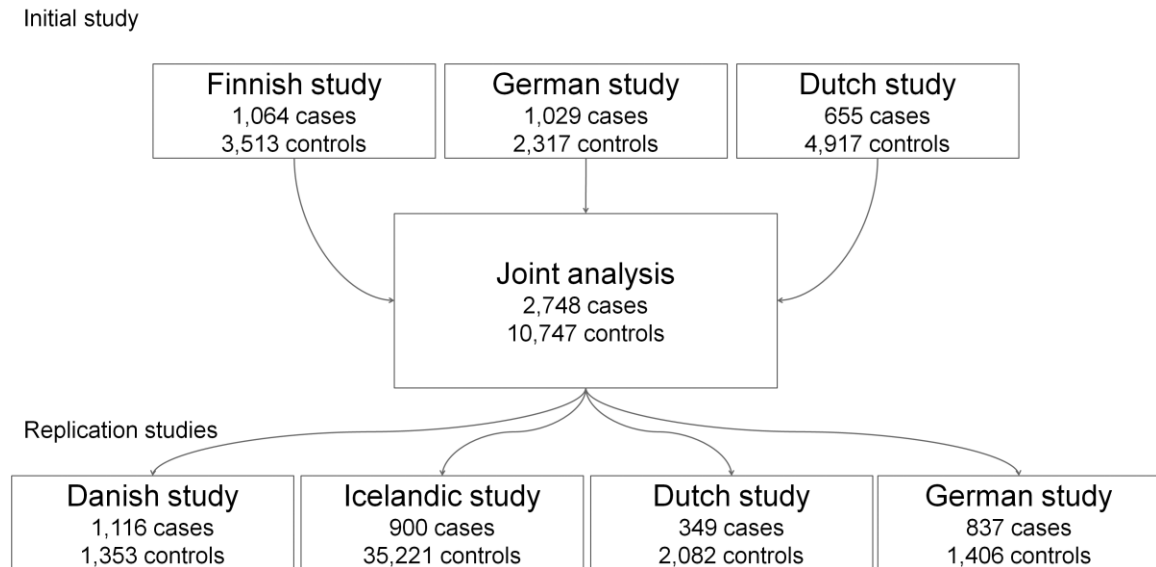 Initial study
Finnish study
1,064 cases
3,513 controls
German study
1,029 cases
2,317 controls
Dutch study
655 cases
4,917 controls
Joint analysis
2,748 cases
10,747 controls
Replication studies
Danish study
1,116 cases
1,353 controls
Icelandic study
900 cases
35,221 controls
Dutch study
349 cases
2,082 controls
German study
837 cases
1,406 controls